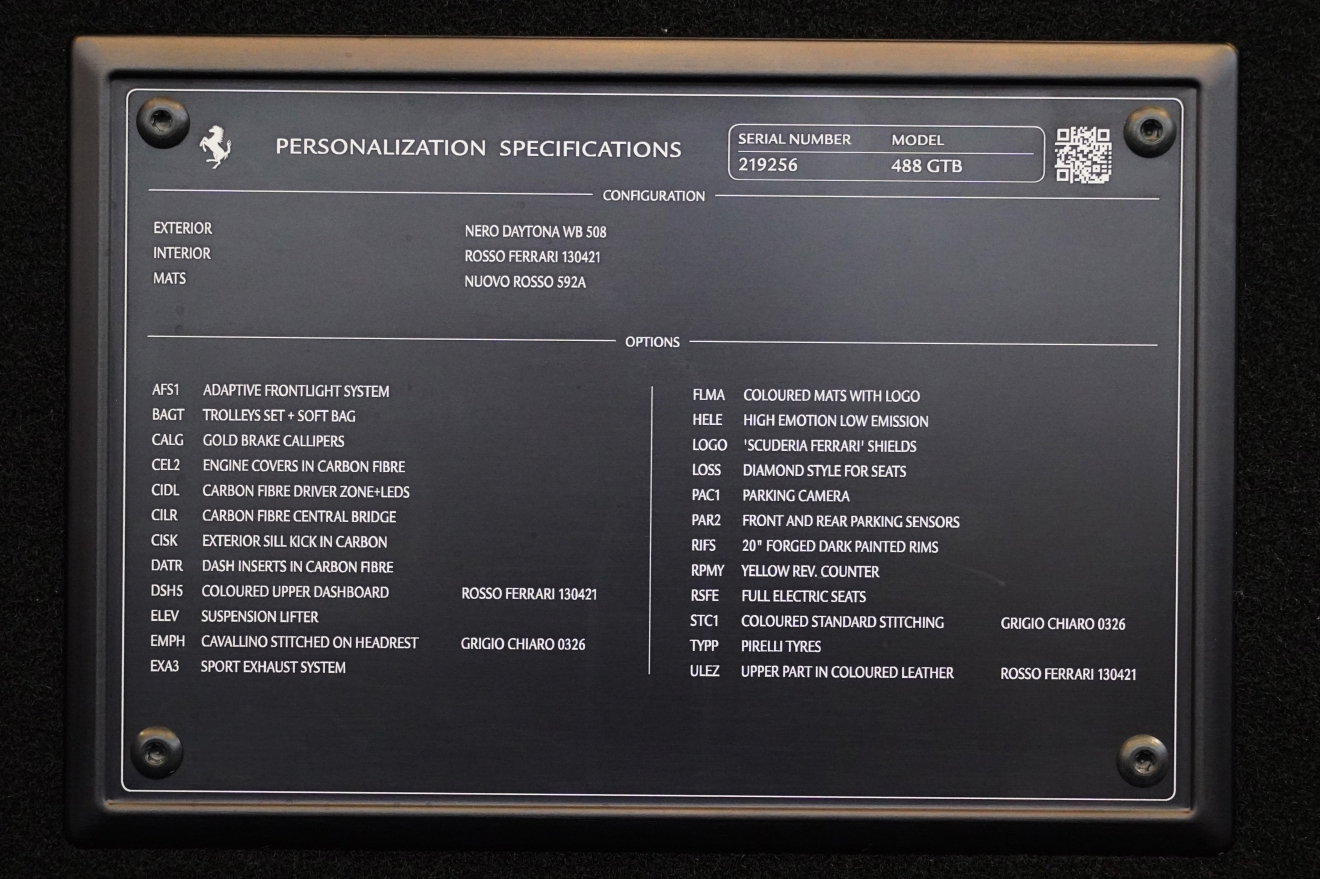 PERSONALIZATION SPECIFICATIONS
SERIAL NUMBER MODEL
219256 488 GTB
CONFIGURATION
EXTERIOR NERO DAYTONA WB 508
INTERIOR ROSSO FERRARI 130421
MATS NUOVO ROSSO 592A
OPTIONS
AFS1 ADAPTIVE FRONTLIGHT SYSTEM
BAGT TROLLEYS SET + SOFT BAG
CALG GOLD BRAKE CALLIPERS
CEL2 ENGINE COVERS IN CARBON FIBRE
CIDL CARBON FIBRE DRIVER ZONE+LEDS
CILR CARBON FIBRE CENTRAL BRIDGE
CISK EXTERIOR SILL KICK IN CARBON
DATR DASH INSERTS IN CARBON FIBRE
DSH5 COLOURED UPPER DASHBOARD ROSSO FERRARI 130421
ELEV SUSPENSION LIFTER
EMPH CAVALLINO STITCHED ON HEADREST GRIGIO CHIARO 0326
EXA3 SPORT EXHAUST SYSTEM
FLMA COLOURED MATS WITH LOGO
HELE HIGH EMOTION LOW EMISSION
LOGO 'SCUDERIA FERRARI' SHIELDS
LOSS DIAMOND STYLE FOR SEATS
PAC1 PARKING CAMERA
PAR2 FRONT AND REAR PARKING SENSORS
RIFS 20" FORGED DARK PAINTED RIMS
RPMY YELLOW REV. COUNTER
RSFE FULL ELECTRIC SEATS
STC1 COLOURED STANDARD STITCHING GRIGIO CHIARO 0326
TYPP PIRELLI TYRES
ULEZ UPPER PART IN COLOURED LEATHER ROSSO FERRARI 130421